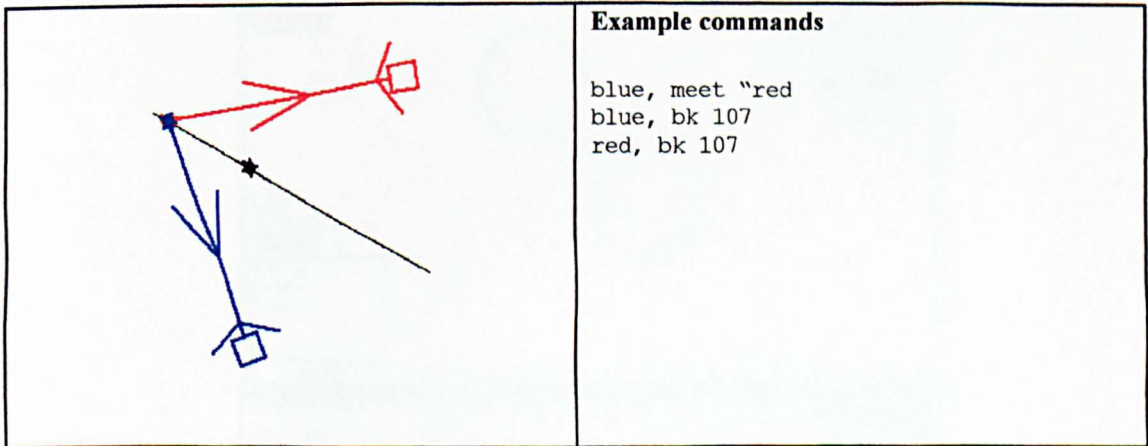 Example commands
blue, meet “red
blue, bk 107
red, bk 107